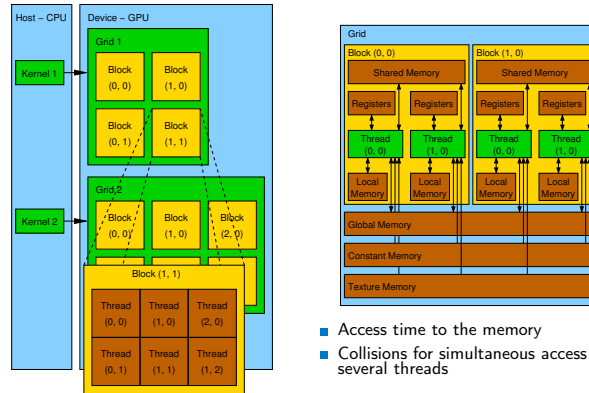 Host – CPU
Device – GPU
Grid 1
Kernel 1
Block
(0, 0)
Block
(1, 0)
Block
(0, 1)
Block
(1, 1)
Grid 2
Kernel 2
Block
(0, 0)
Block
(1, 0)
Block
(2, 0)
Block (1, 1)
Thread
(0, 0)
Thread
(1, 0)
Thread
(2, 0)
Thread
(0, 1)
Thread
(1, 1)
Thread
(1, 2)
Grid
Block (0, 0)
Shared Memory
Registers
Registers
Thread
(0, 0)
Thread
(1, 0)
Local
Memory
Local
Memory
Block (1, 0)
Shared Memory
Registers
Registers
Thread
(0, 0)
Thread
(1, 0)
Local
Memory
Local
Memory
Global Memory
Constant Memory
Texture Memory
Access time to the memory
Collisions for simultaneous access
several threads